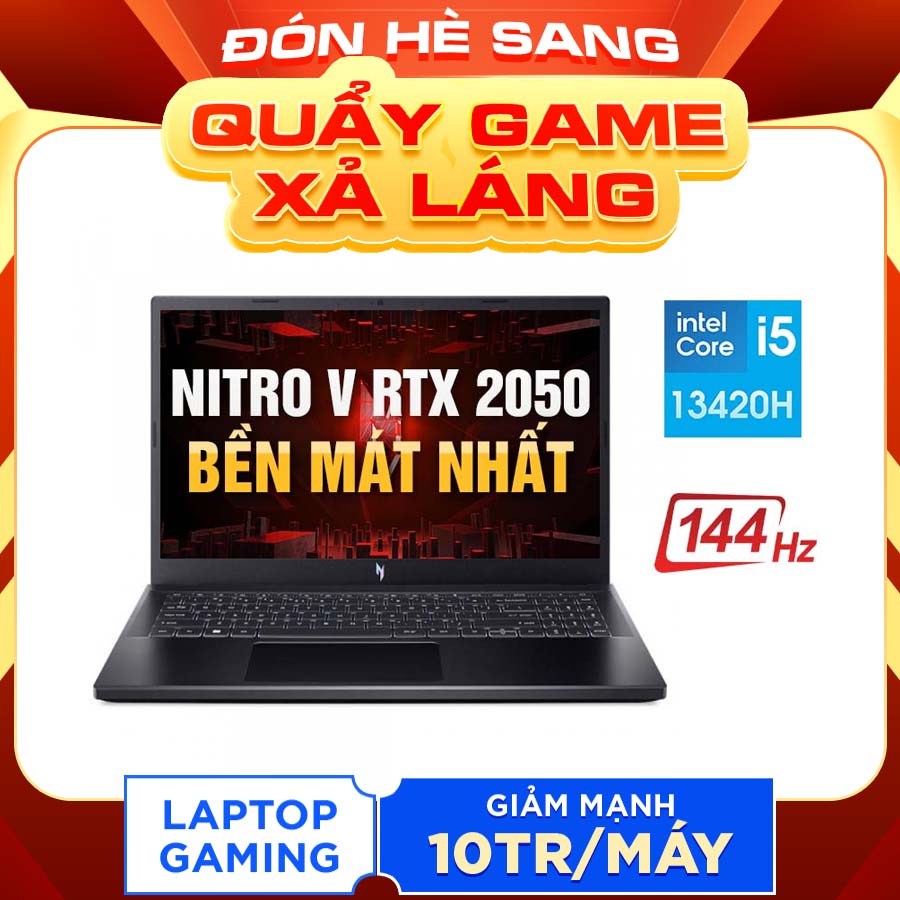 ĐÓN HÈ SANG
QUẨY GAME
XẢ LÁNG
NITRO V RTX 2050
BỀN MÁT NHẤT
intel
Core i5
13420H
144Hz
LAPTOP
GAMING
GIẢM MẠNH
10TR/MÁY